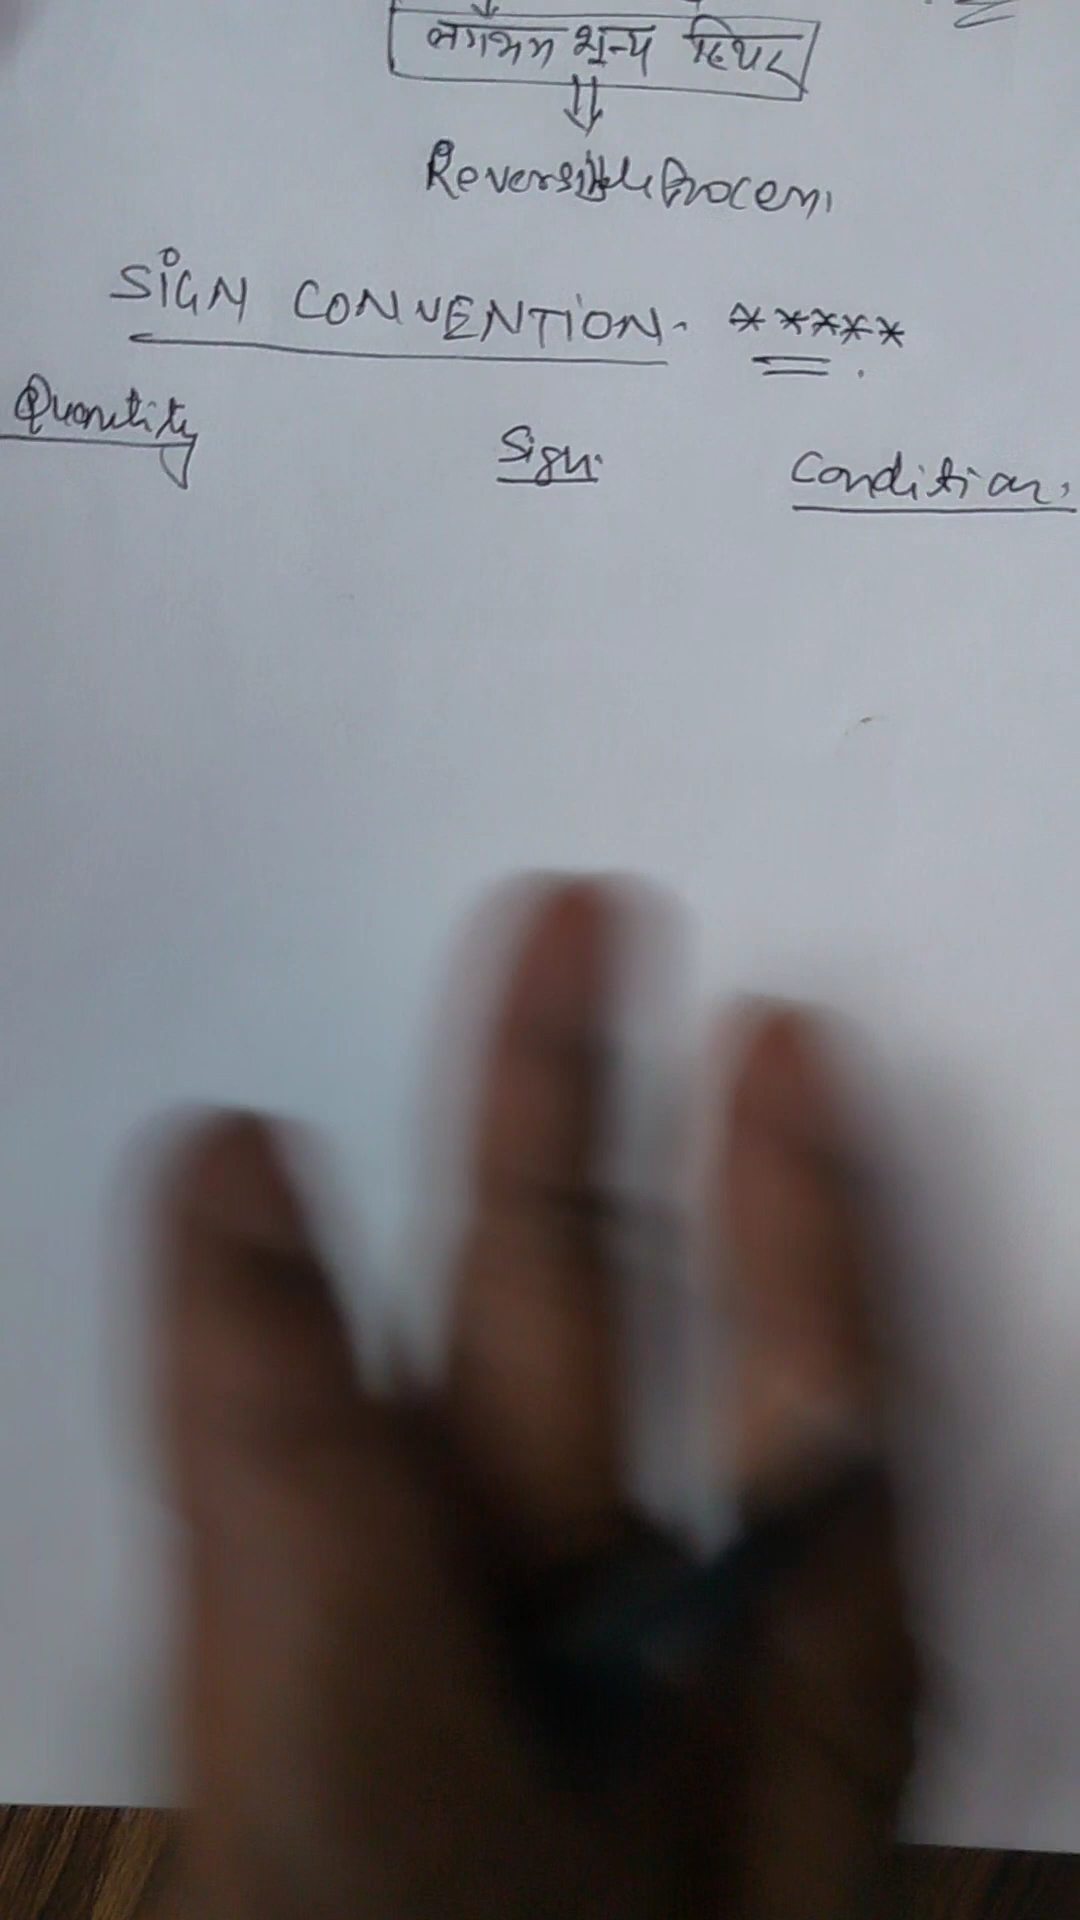 लगभग शुन्य स्थिर
Reversible Process
SIGN CONVENTION. *****
Quantity Sign. Condition.